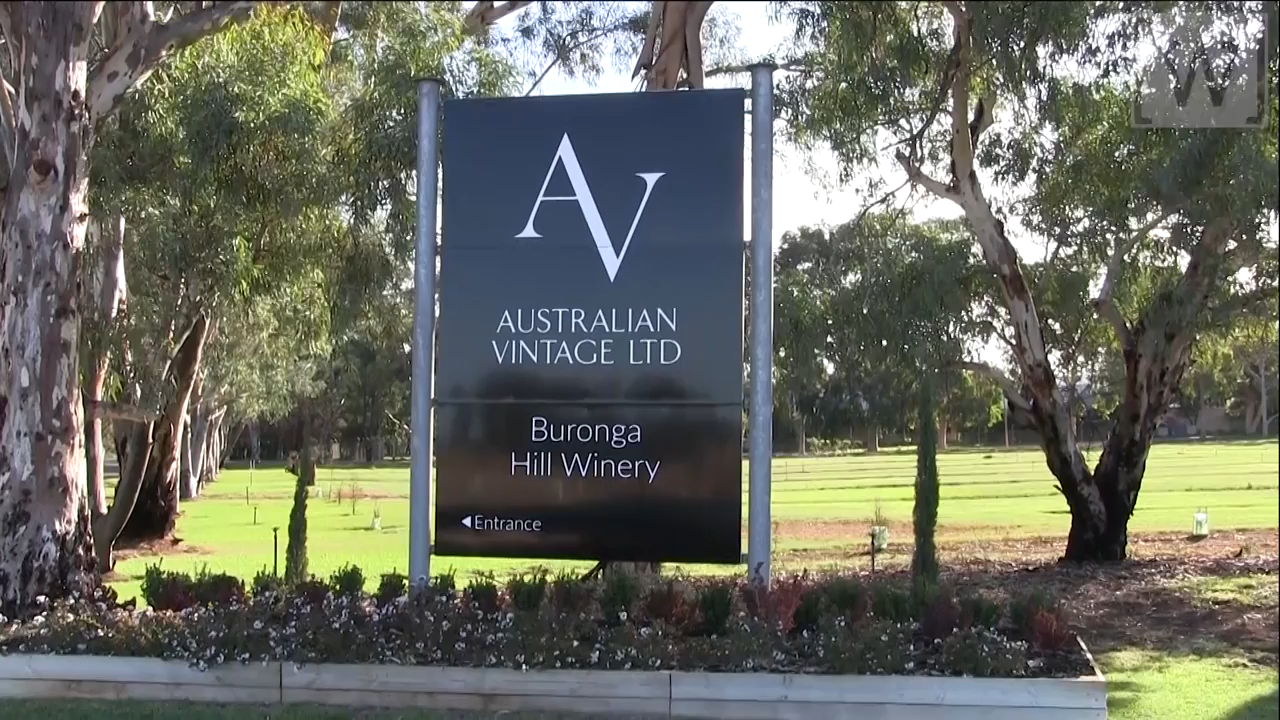 W
AV
AUSTRALIAN
VINTAGE LTD
Buronga
Hill Winery
Entrance